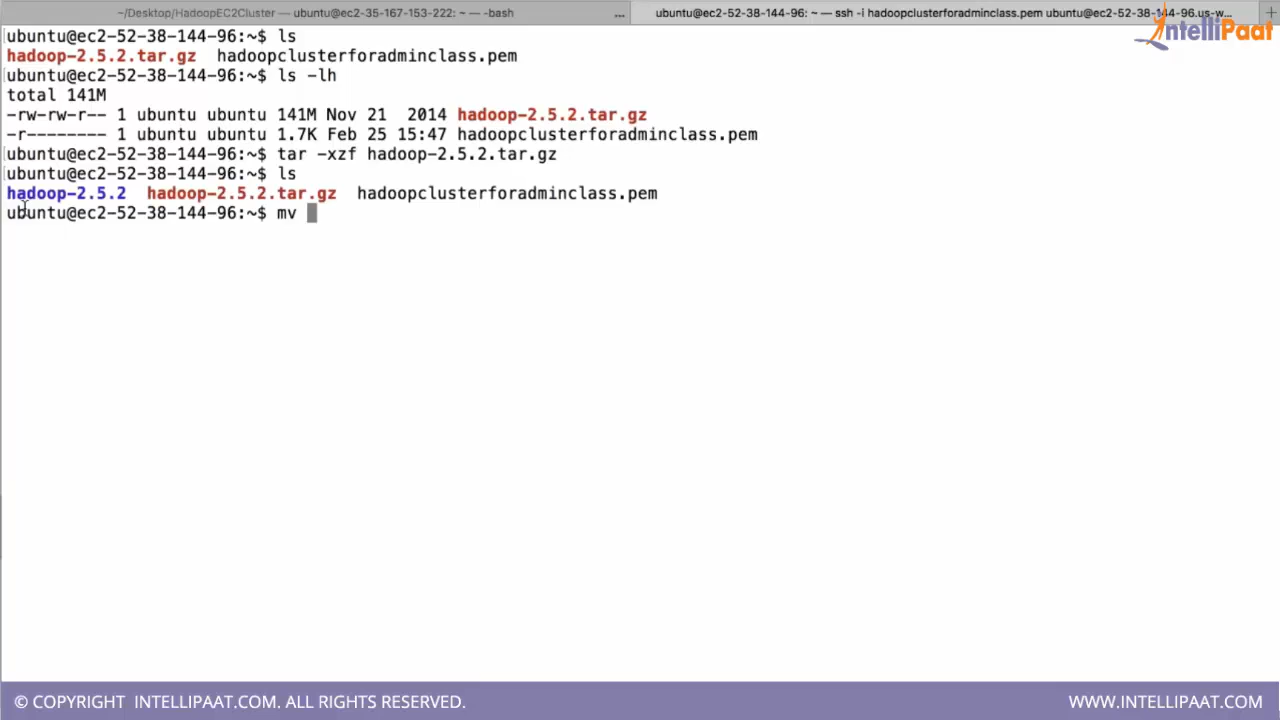 ~/Desktop/HadoopEC2Cluster — ubuntu@ec2-35-167-153-222: ~ — -bash ...
ubuntu@ec2-52-38-144-96: ~ — ssh -i hadoopclusterforadminclass.pem ubuntu@ec2-52-38-144-96.us-w... +
IntelliPaat
ubuntu@ec2-52-38-144-96:~$ ls
hadoop-2.5.2.tar.gz  hadoopclusterforadminclass.pem
ubuntu@ec2-52-38-144-96:~$ ls -lh
total 141M
-rw-rw-r-- 1 ubuntu ubuntu 141M Nov 21  2014 hadoop-2.5.2.tar.gz
-r-------- 1 ubuntu ubuntu 1.7K Feb 25 15:47 hadoopclusterforadminclass.pem
ubuntu@ec2-52-38-144-96:~$ tar -xzf hadoop-2.5.2.tar.gz
ubuntu@ec2-52-38-144-96:~$ ls
hadoop-2.5.2  hadoop-2.5.2.tar.gz  hadoopclusterforadminclass.pem
ubuntu@ec2-52-38-144-96:~$ mv
© COPYRIGHT INTELLIPAAT.COM. ALL RIGHTS RESERVED.
WWW.INTELLIPAAT.COM